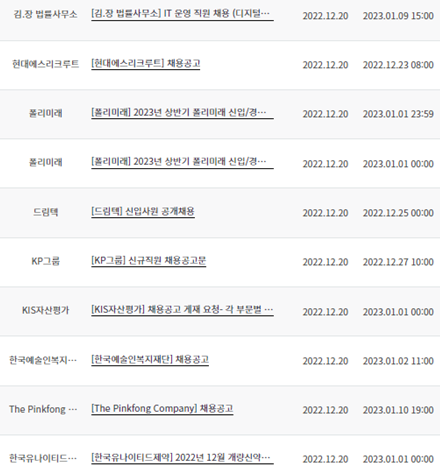 김.장 법률사무소 [김.장 법률사무소] IT 운영 직원 채용 (디지털… 2022.12.20 2023.01.09 15:00
현대에스리크루트 [현대에스리크루트] 채용공고 2022.12.20 2022.12.23 08:00
폴리미래 [폴리미래] 2023년 상반기 폴리미래 신입/경… 2022.12.20 2023.01.01 23:59
폴리미래 [폴리미래] 2023년 상반기 폴리미래 신입/경… 2022.12.20 2023.01.01 00:00
드림텍 [드림텍] 신입사원 공개채용 2022.12.20 2022.12.25 00:00
KP그룹 [KP그룹] 신규직원 채용공고문 2022.12.20 2022.12.27 10:00
KIS자산평가 [KIS자산평가] 채용공고 게재 요청- 각 부문별 … 2022.12.20 2023.01.01 00:00
한국예술인복지… [한국예술인복지재단] 채용공고 2022.12.20 2023.01.02 11:00
The Pinkfong … [The Pinkfong Company] 채용공고 2022.12.20 2023.01.10 19:00
한국유나이티드… [한국유나이티드제약] 2022년 12월 개량신약… 2022.12.20 2023.01.01 00:00